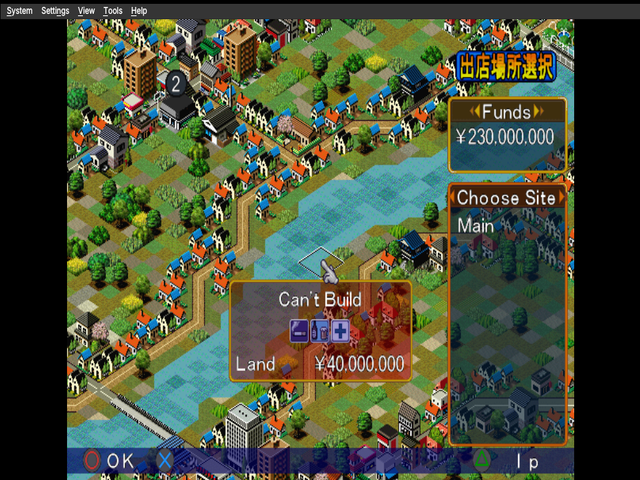 System Settings View Tools Help
2
出店場所選択
Funds
¥230.000.000
Choose Site
Main
Can't Build
Land ¥40.000.000
OK